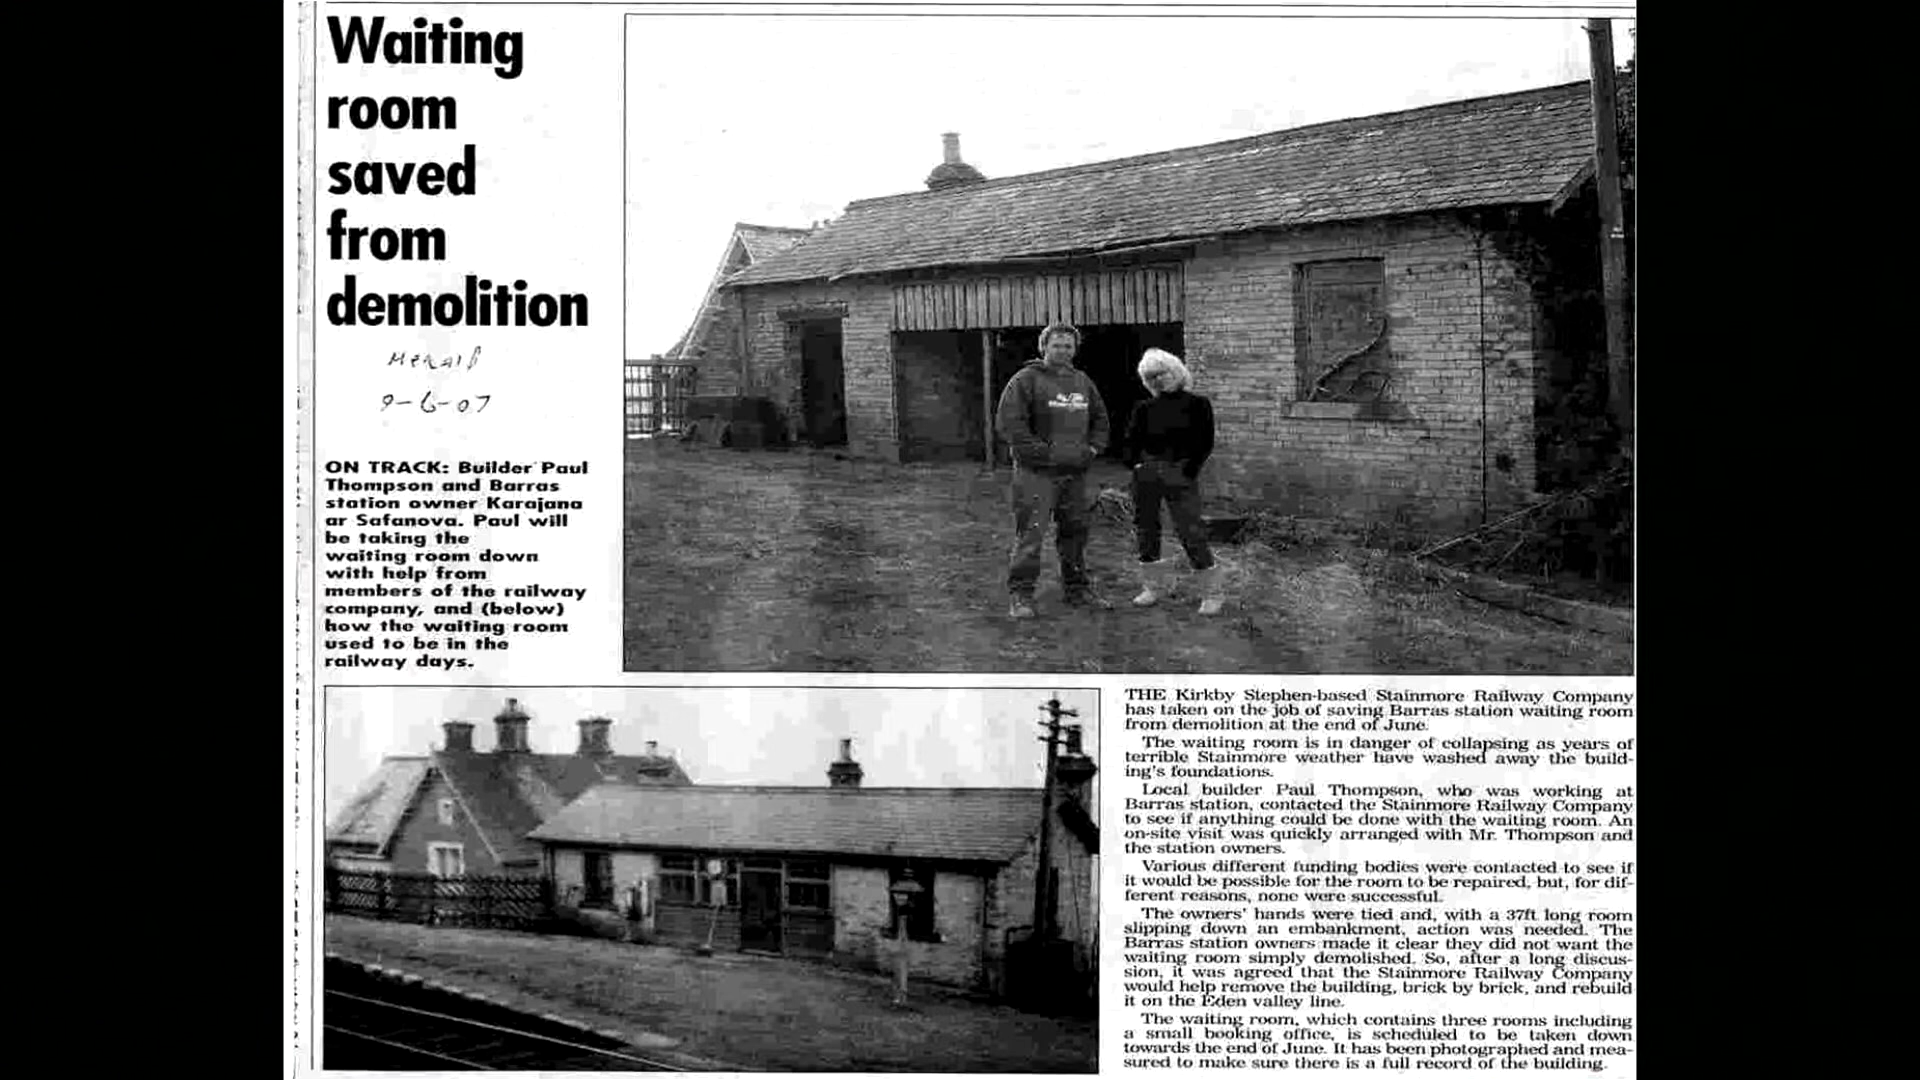 Waiting
room
saved
from
demolition
Herald
9-6-07
ON TRACK: Builder Paul
Thompson and Barras
station owner Karajana
ar Safanova. Paul will
be taking the
waiting room down
with help from
members of the railway
company, and (below)
how the waiting room
used to be in the
railway days.
THE Kirkby Stephen-based Stainmore Railway Company
has taken on the job of saving Barras station waiting room
from demolition at the end of June.
The waiting room is in danger of collapsing as years of
terrible Stainmore weather have washed away the build-
ing's foundations.
Local builder Paul Thompson, who was working at
Barras station, contacted the Stainmore Railway Company
to see if anything could be done with the waiting room. An
on-site visit was quickly arranged with Mr. Thompson and
the station owners.
Various different funding bodies were contacted to see if
it would be possible for the room to be repaired, but, for dif-
ferent reasons, none were successful.
The owners' hands were tied and, with a 37ft long room
slipping down an embankment, action was needed. The
Barras station owners made it clear they did not want the
waiting room simply demolished. So, after a long discus-
sion, it was agreed that the Stainmore Railway Company
would help remove the building, brick by brick, and rebuild
it on the Eden valley line.
The waiting room, which contains three rooms including
a small booking office, is scheduled to be taken down
towards the end of June. It has been photographed and mea-
sured to make sure there is a full record of the building.